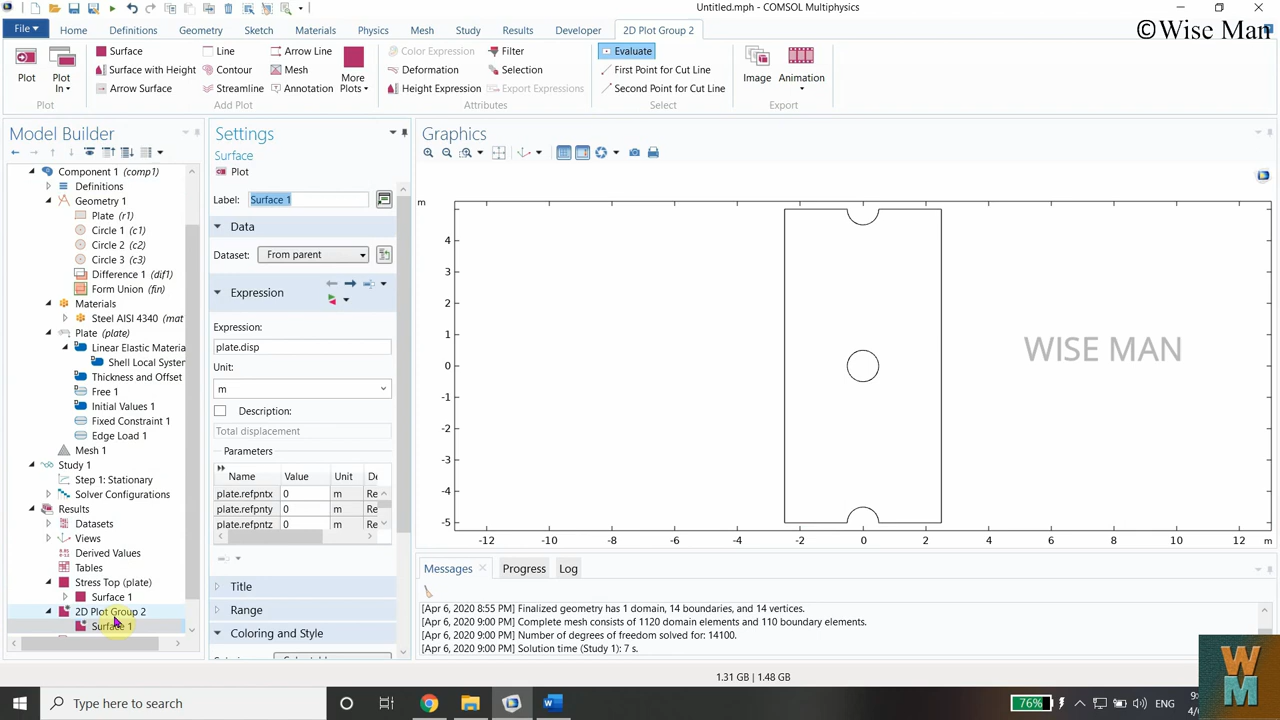 Untitled.mph - COMSOL Multiphysics
©Wise Man
File Home Definitions Geometry Sketch Materials Physics Mesh Study Results Developer 2D Plot Group 2
Plot
Plot In
Surface
Surface with Height
Arrow Surface
Line
Contour
Streamline
Arrow Line
Mesh
Annotation
More Plots
Color Expression
Deformation
Height Expression
Filter
Selection
Export Expressions
Evaluate
First Point for Cut Line
Second Point for Cut Line
Image
Animation
Plot Add Plot Attributes Select Export
Model Builder
Component 1 (comp1)
Definitions
Geometry 1
Plate (r1)
Circle 1 (c1)
Circle 2 (c2)
Circle 3 (c3)
Difference 1 (dif1)
Form Union (fin)
Materials
Steel AISI 4340 (mat
Plate (plate)
Linear Elastic Materia
Shell Local System
Thickness and Offset
Free 1
Initial Values 1
Fixed Constraint 1
Edge Load 1
Mesh 1
Study 1
Step 1: Stationary
Solver Configurations
Results
Datasets
Views
Derived Values
Tables
Stress Top (plate)
Surface 1
2D Plot Group 2
Surface 1
Settings
Surface
Plot
Label: Surface 1
Data
Dataset: From parent
Expression
Expression:
plate.disp
Unit:
m
Description:
Total displacement
Parameters
Name Value Unit De
plate.refpntx 0 m Re
plate.refpnty 0 m Re
plate.refpntz 0 m Re
Title
Range
Coloring and Style
Graphics
m
4
3
2
1
0
-1
-2
-3
-4
-5
-12 -10 -8 -6 -4 -2 0 2 4 6 8 10 12 m
WISE MAN
Messages Progress Log
[Apr 6, 2020 8:55 PM] Finalized geometry has 1 domain, 14 boundaries, and 14 vertices.
[Apr 6, 2020 9:00 PM] Complete mesh consists of 1120 domain elements and 110 boundary elements.
[Apr 6, 2020 9:00 PM] Number of degrees of freedom solved for: 14100.
[Apr 6, 2020 9:00 PM] Solution time (Study 1): 7 s.
1.31 GB | 1.48 GB
WM
Type here to search
76%
ENG